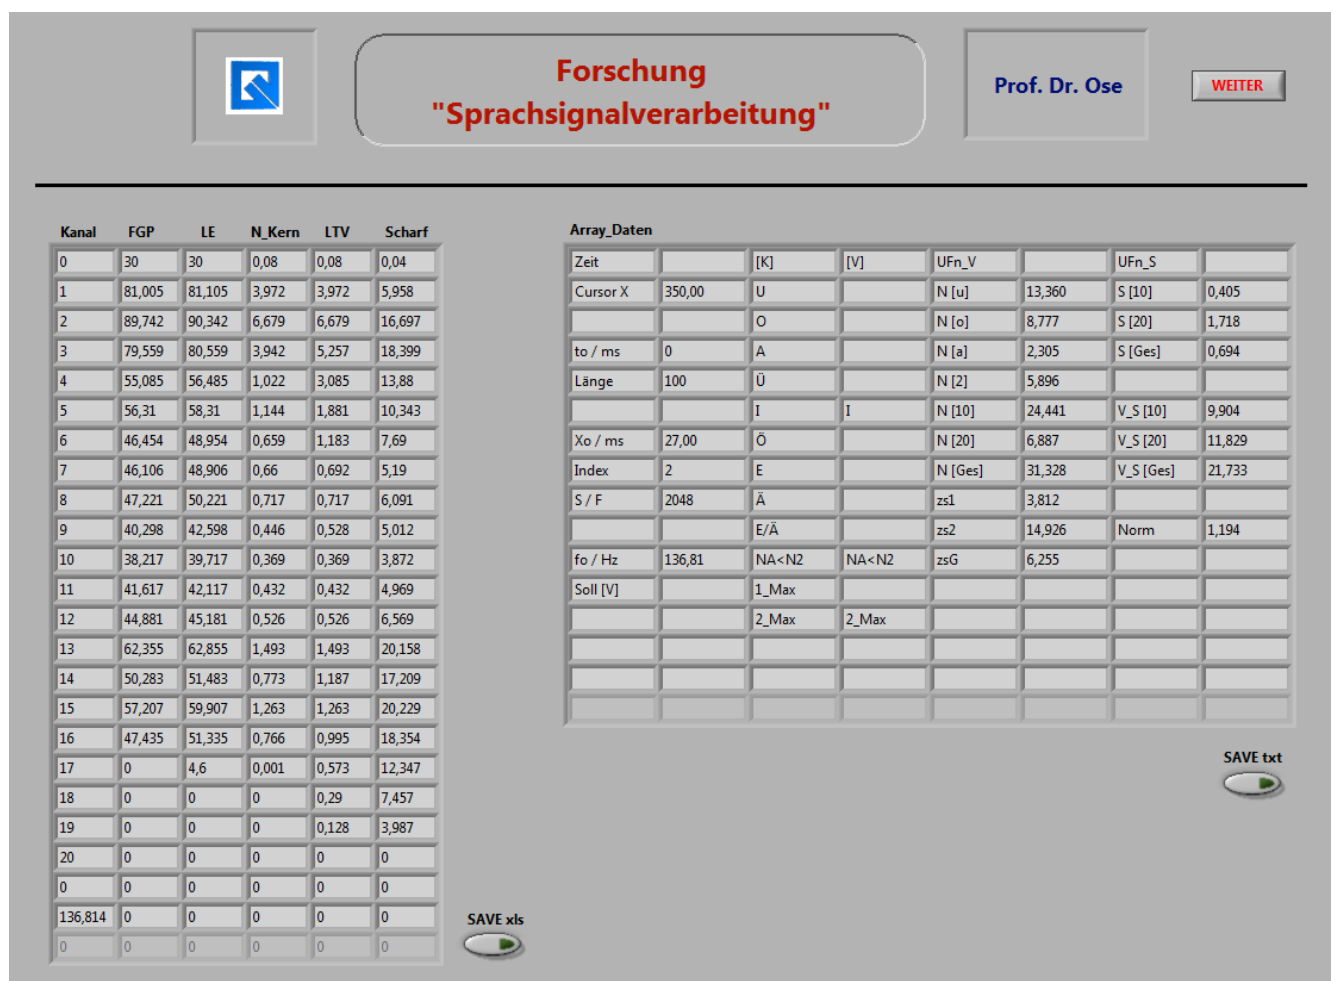 Forschung
"Sprachsignalverarbeitung"
Prof. Dr. Ose
WEITER
Kanal FGP LE N_Kern LTV Scharf
0 30 30 0,08 0,08 0,04
1 81,005 81,105 3,972 3,972 5,958
2 89,742 90,342 6,679 6,679 16,697
3 79,559 80,559 3,942 5,257 18,399
4 55,085 56,485 1,022 3,085 13,88
5 56,31 58,31 1,144 1,881 10,343
6 46,454 48,954 0,659 1,183 7,69
7 46,106 48,906 0,66 0,692 5,19
8 47,221 50,221 0,717 0,717 6,091
9 40,298 42,598 0,446 0,528 5,012
10 38,217 39,717 0,369 0,369 3,872
11 41,617 42,117 0,432 0,432 4,969
12 44,881 45,181 0,526 0,526 6,569
13 62,355 62,855 1,493 1,493 20,158
14 50,283 51,483 0,773 1,187 17,209
15 57,207 59,907 1,263 1,263 20,229
16 47,435 51,335 0,766 0,995 18,354
17 0 4,6 0,001 0,573 12,347
18 0 0 0 0,29 7,457
19 0 0 0 0,128 3,987
20 0 0 0 0 0
0 0 0 0 0 0
136,814 0 0 0 0 0
0 0 0 0 0 0
SAVE xls
Array_Daten
Zeit [K] [V] UFn_V UFn_S
Cursor X 350,00 U N [u] 13,360 S [10] 0,405
O N [o] 8,777 S [20] 1,718
to / ms 0 A N [a] 2,305 S [Ges] 0,694
Länge 100 Ü N [2] 5,896
I I N [10] 24,441 V_S [10] 9,904
Xo / ms 27,00 Ö N [20] 6,887 V_S [20] 11,829
Index 2 E N [Ges] 31,328 V_S [Ges] 21,733
S / F 2048 Ä zs1 3,812
E/Ä zs2 14,926 Norm 1,194
fo / Hz 136,81 NA<N2 NA<N2 zsG 6,255
Soll [V] 1_Max
2_Max 2_Max
SAVE txt